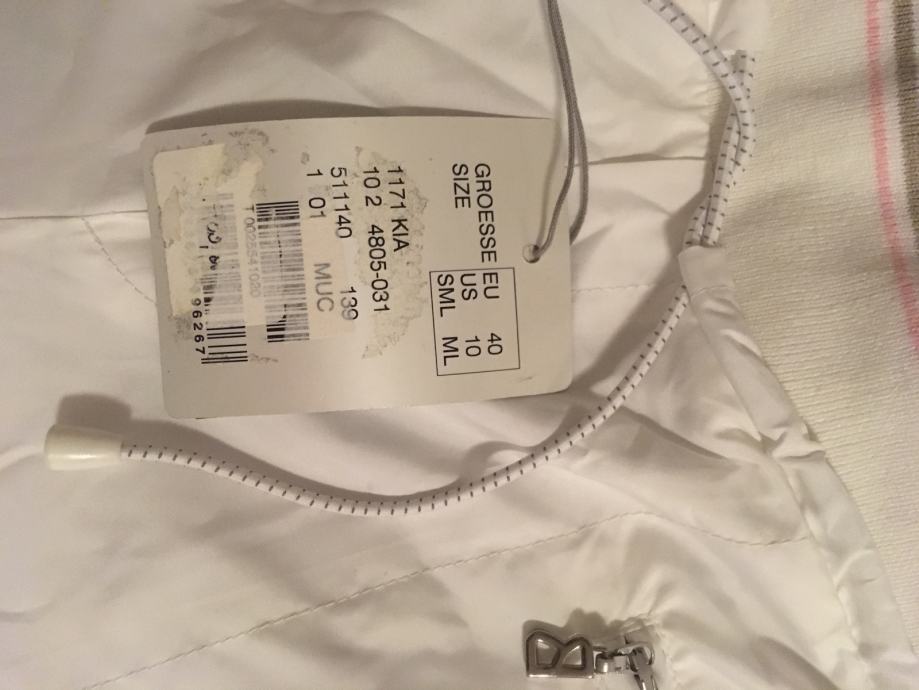 GROESSE EU 40
SIZE US 10
SML ML
1171 KIA
10 2 4805-031
511140 139
1 01 MUC
T 0025541020
96267
B